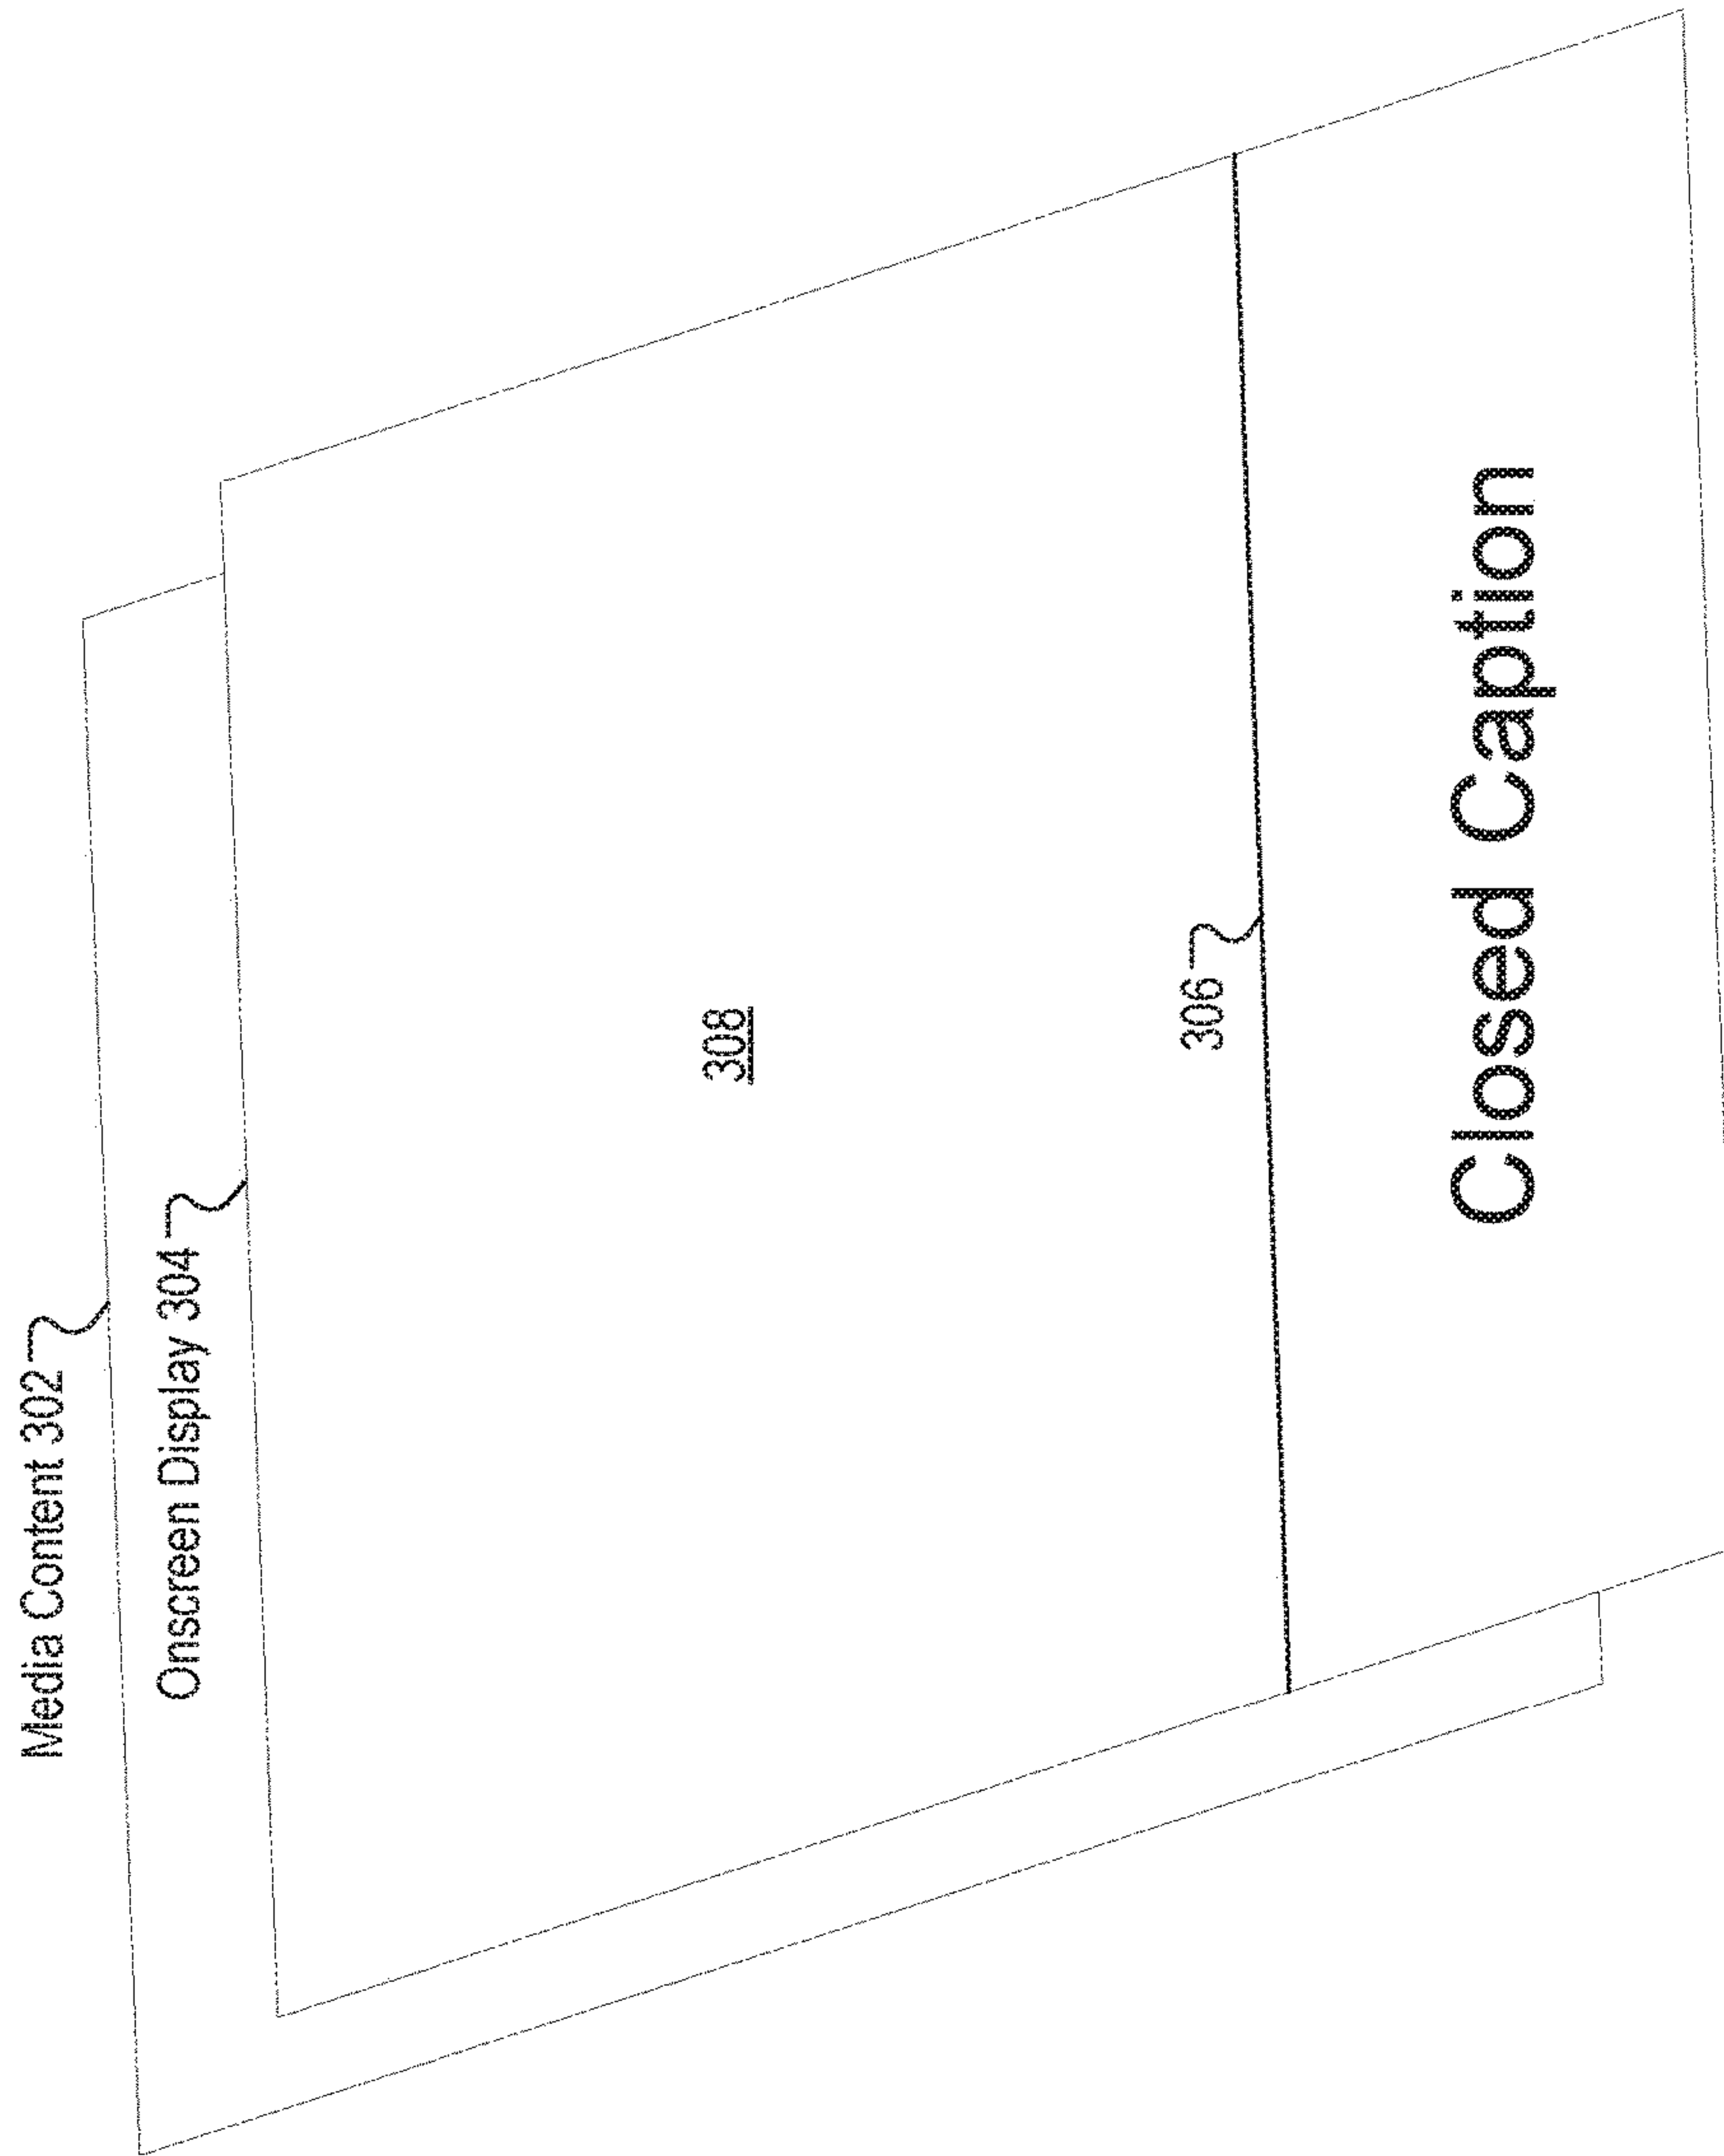 Media Content 302
Onscreen Display 304
308
306
Closed Caption